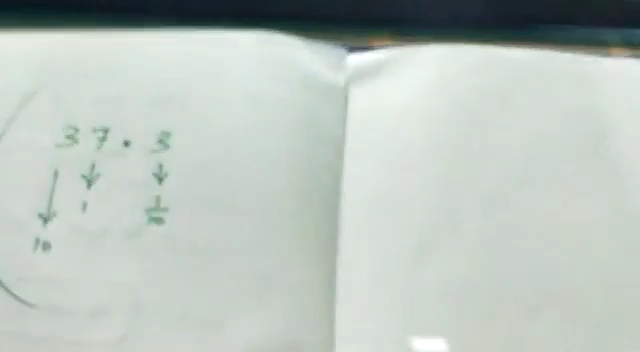 37.3
↓ ↓ ↓
1 1/10
10